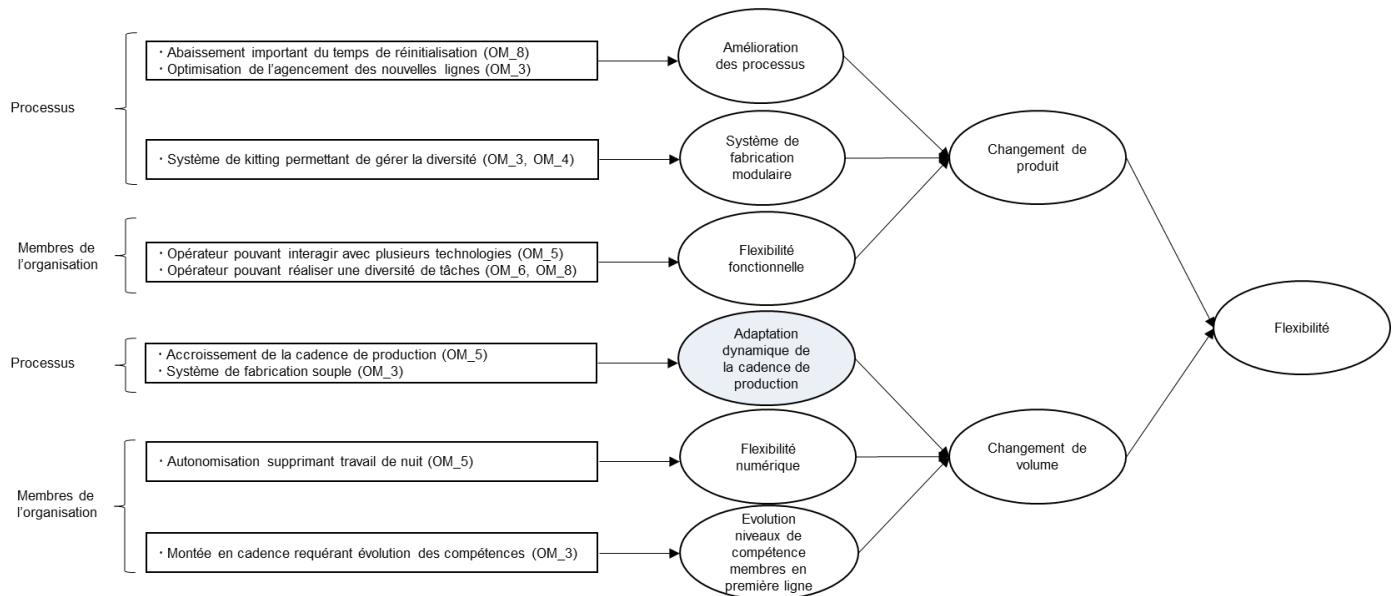 Processus
· Abaissement important du temps de réinitialisation (OM_8)
· Optimisation de l'agencement des nouvelles lignes (OM_3)
Amélioration
des processus
· Système de kitting permettant de gérer la diversité (OM_3, OM_4)
Système de
fabrication
modulaire
Changement de
produit
Membres de
l'organisation
· Opérateur pouvant interagir avec plusieurs technologies (OM_5)
· Opérateur pouvant réaliser une diversité de tâches (OM_6, OM_8)
Flexibilité
fonctionnelle
Flexibilité
Processus
· Accroissement de la cadence de production (OM_5)
· Système de fabrication souple (OM_3)
Adaptation
dynamique de
la cadence de
production
Membres de
l'organisation
· Autonomisation supprimant travail de nuit (OM_5)
Flexibilité
numérique
Changement de
volume
· Montée en cadence requérant évolution des compétences (OM_3)
Evolution
niveaux de
compétence
membres en
première ligne